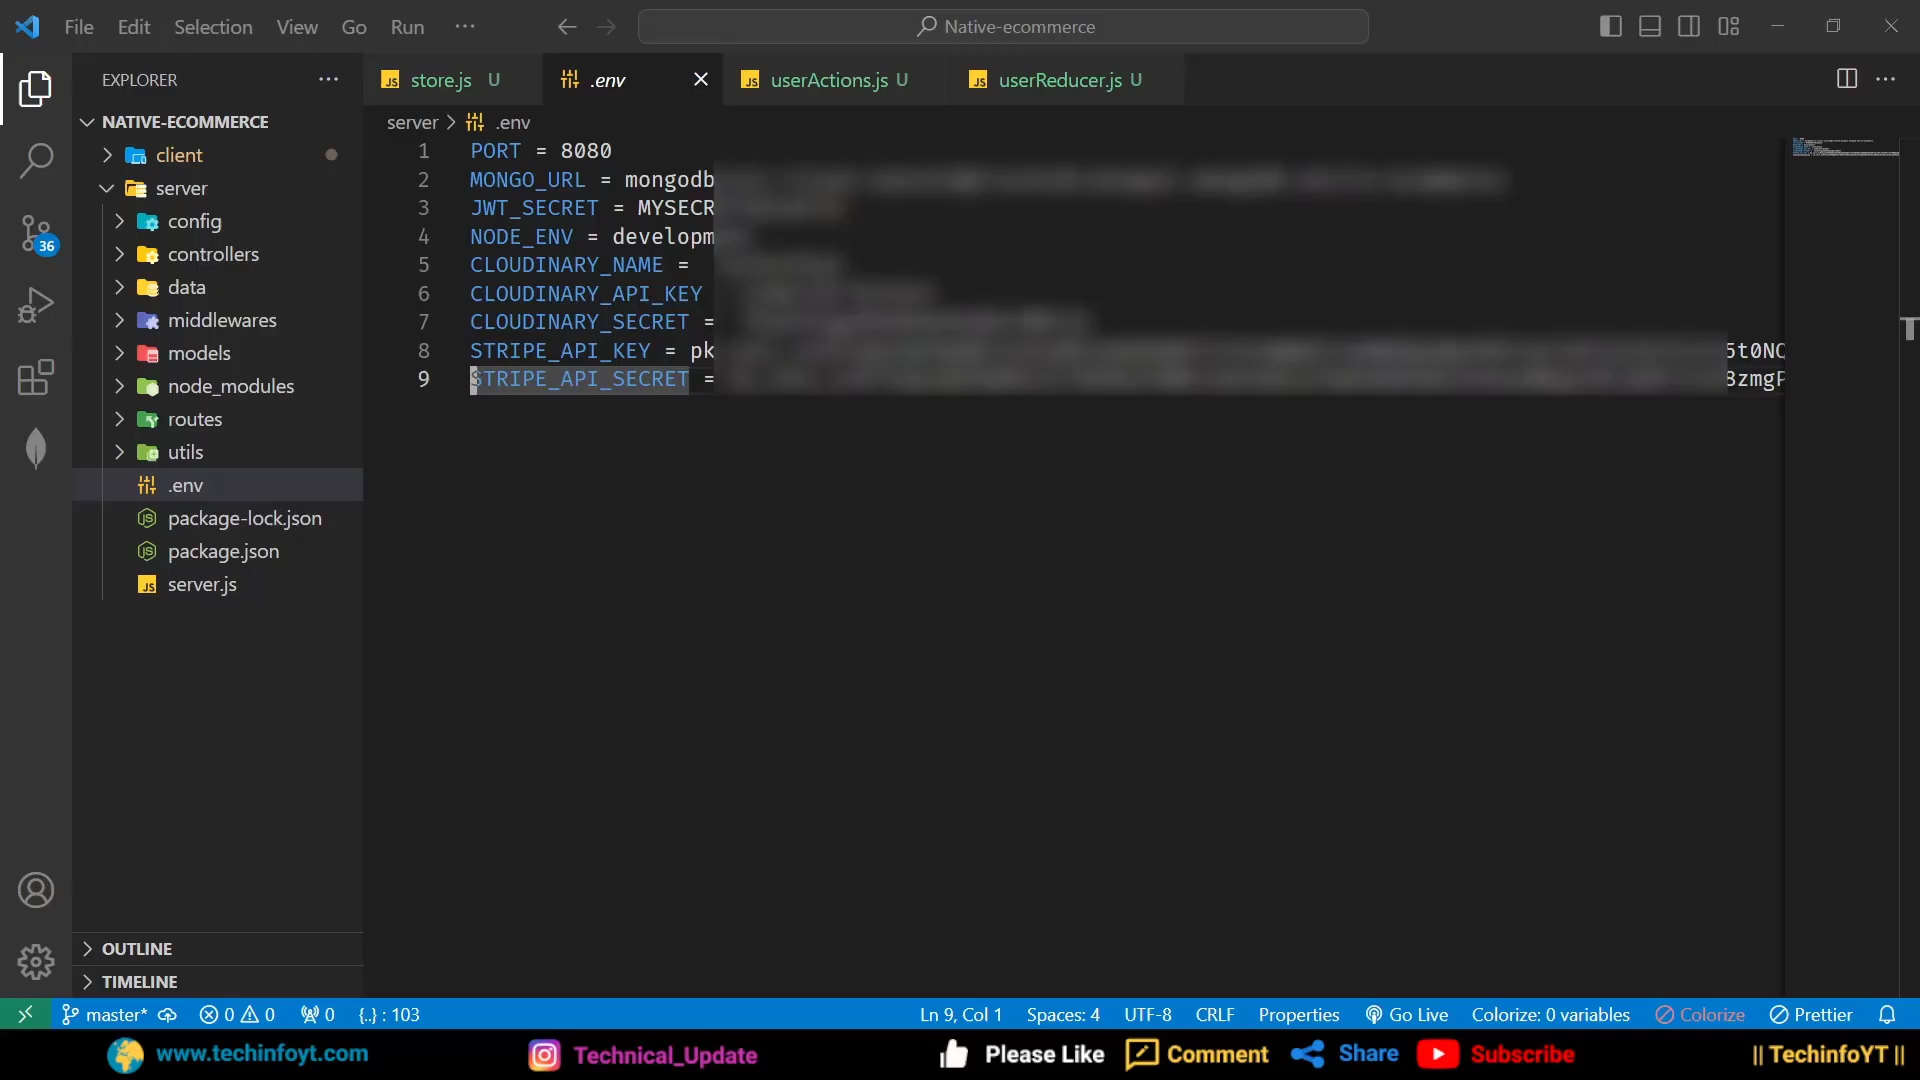 File Edit Selection View Go Run ··· Native-ecommerce
EXPLORER ··· store.js U .env userActions.js U userReducer.js U
NATIVE-ECOMMERCE
server > .env
client
server
config
controllers
data
middlewares
models
node_modules
routes
utils
.env
package-lock.json
package.json
server.js
36
1 PORT = 8080
2 MONGO_URL = mongodb
3 JWT_SECRET = MYSECR
4 NODE_ENV = developm
5 CLOUDINARY_NAME =
6 CLOUDINARY_API_KEY
7 CLOUDINARY_SECRET =
8 STRIPE_API_KEY = pk 5t0NC
9 STRIPE_API_SECRET = 8zmgP
OUTLINE
TIMELINE
master* 0 0 0 {..} : 103 Ln 9, Col 1 Spaces: 4 UTF-8 CRLF Properties Go Live Colorize: 0 variables Colorize Prettier
www.techinfoyt.com Technical_Update Please Like Comment Share Subscribe || TechinfoYT ||